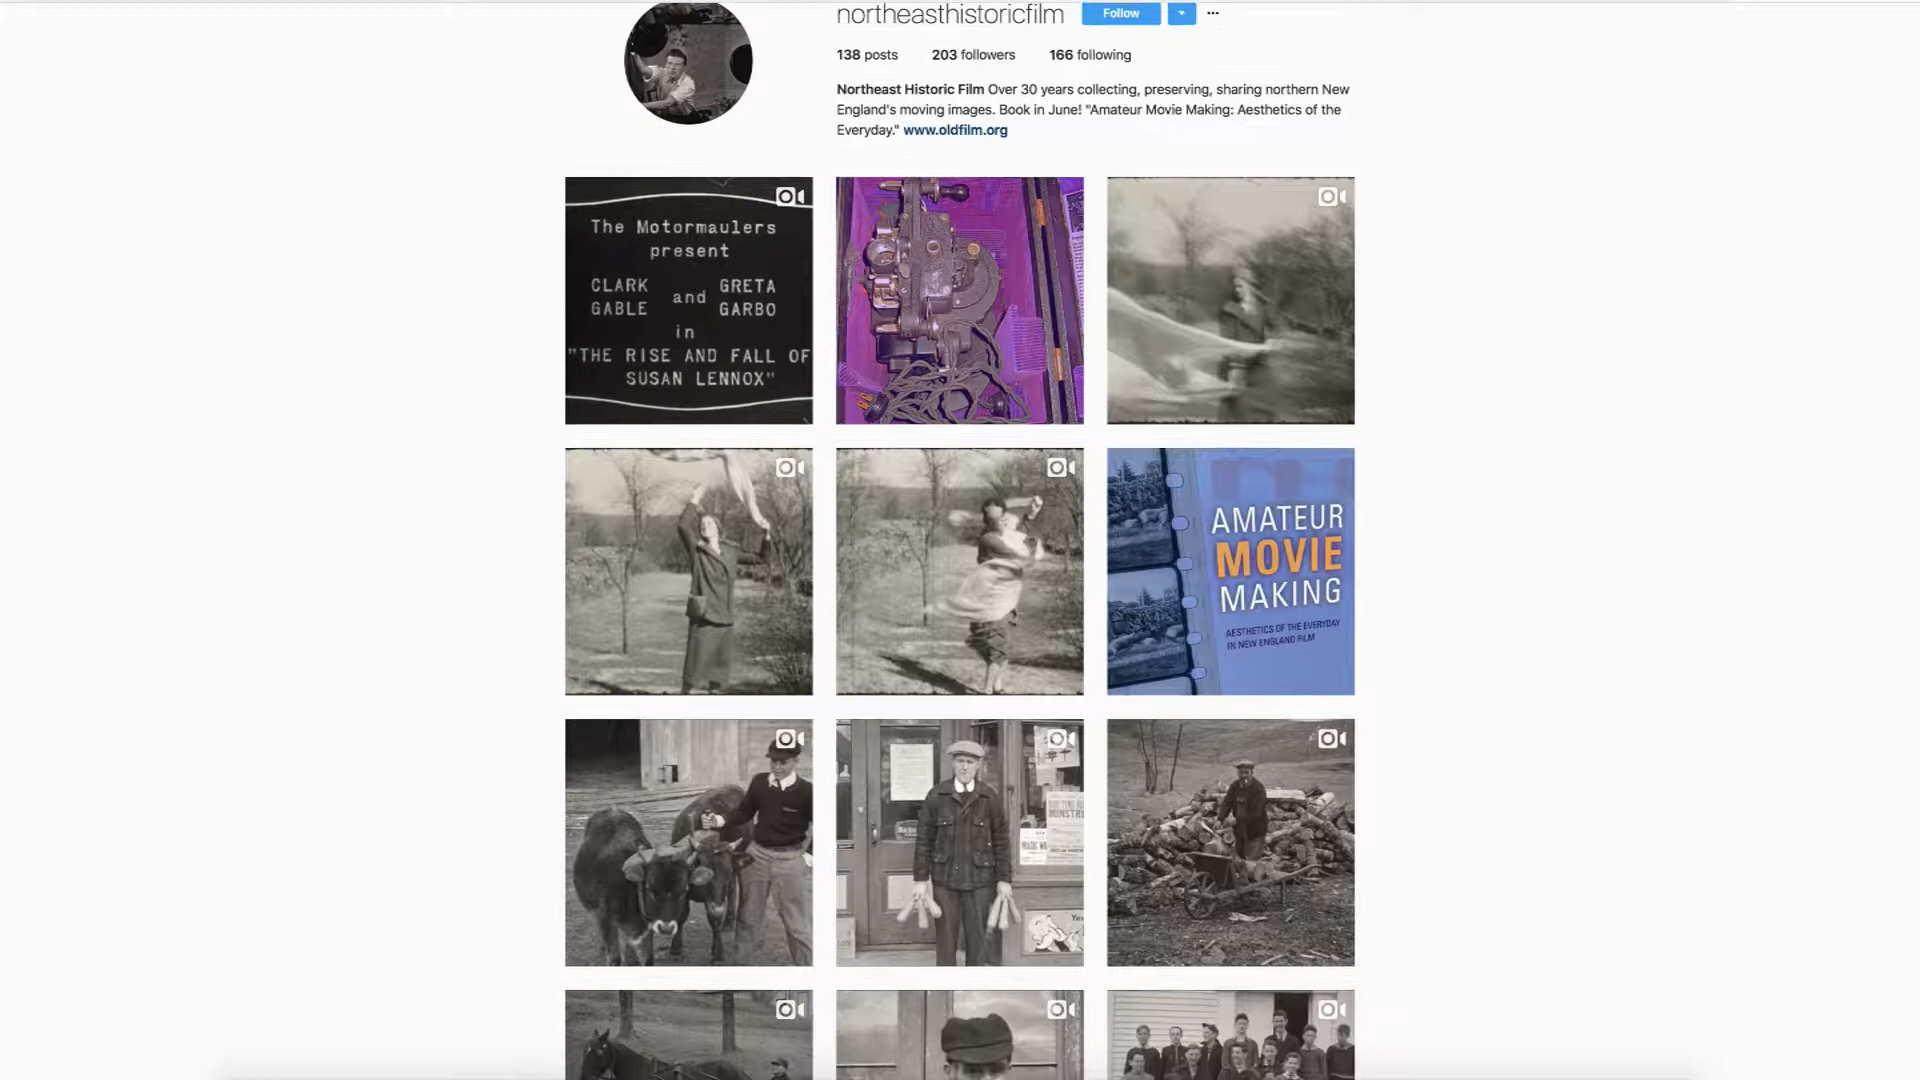 northeasthistoricfilm
Follow
138 posts
203 followers
166 following
Northeast Historic Film Over 30 years collecting, preserving, sharing northern New
England's moving images. Book in June! "Amateur Movie Making: Aesthetics of the
Everyday." www.oldfilm.org
The Motormaulers
present
CLARK GABLE and GRETA GARBO
in
"THE RISE AND FALL OF
SUSAN LENNOX"
AMATEUR
MOVIE
MAKING
AESTHETICS OF THE EVERYDAY
IN NEW ENGLAND FILM